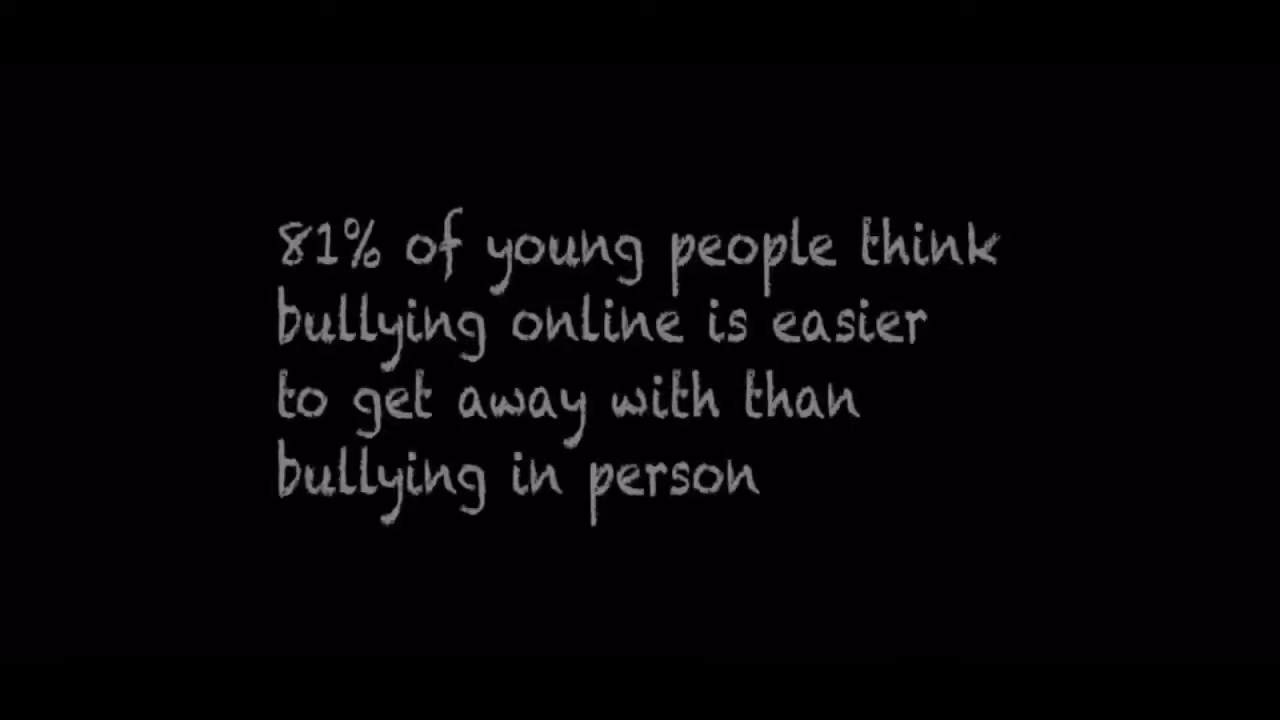 81% of young people think
bullying online is easier
to get away with than
bullying in person